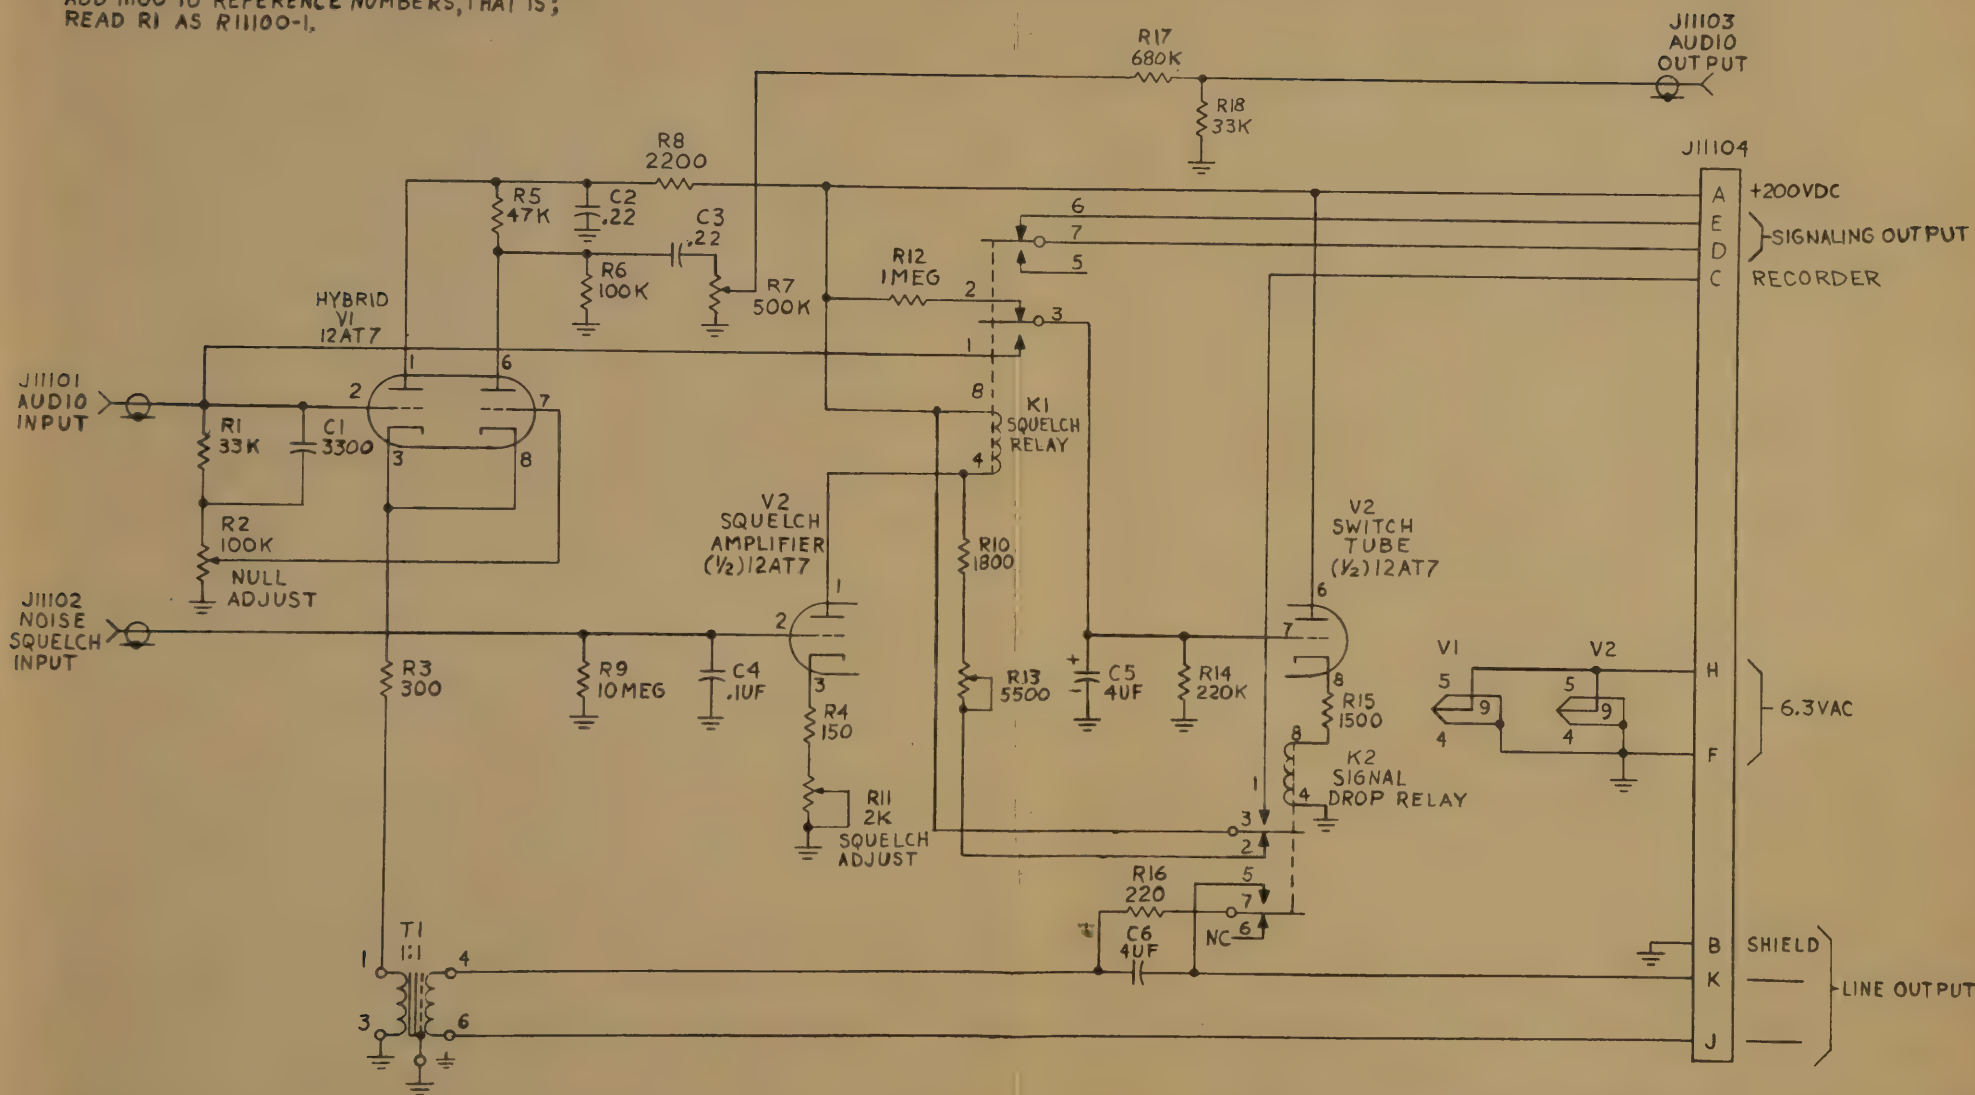 ADD 11100 TO REFERENCE NUMBERS, THAT IS;
READ R1 AS R11100-1.
R17
680K
J11103
AUDIO
OUTPUT
R18
33K
J11104
R8
2200
A +200VDC
R5
47K
C2
.22
C3
.22
6
E
7
SIGNALING OUTPUT
D
5
R12
1 MEG
C RECORDER
R6
100K
R7
500K
2
3
HYBRID
V1
12AT7
1
1
6
J11101
AUDIO
INPUT
2
7
8
K1
SQUELCH
RELAY
R1
33K
C1
3300
3
8
4
V2
SQUELCH
AMPLIFIER
(1/2)12AT7
V2
SWITCH
TUBE
(1/2)12AT7
R2
100K
R10
1800
NULL
ADJUST
1
6
J11102
NOISE
SQUELCH
INPUT
2
7
R3
300
R9
10MEG
C4
.1UF
3
R13
5500
+
-
C5
4UF
R14
220K
8
R15
1500
V1
V2
H
5
9
4
5
9
4
6.3VAC
F
R4
150
8
K2
SIGNAL
DROP RELAY
4
1
R11
2K
SQUELCH
ADJUST
3
2
R16
220
5
7
NC 6
C6
4UF
T1
1:1
1
4
B SHIELD
K
LINE OUTPUT
3
6
J